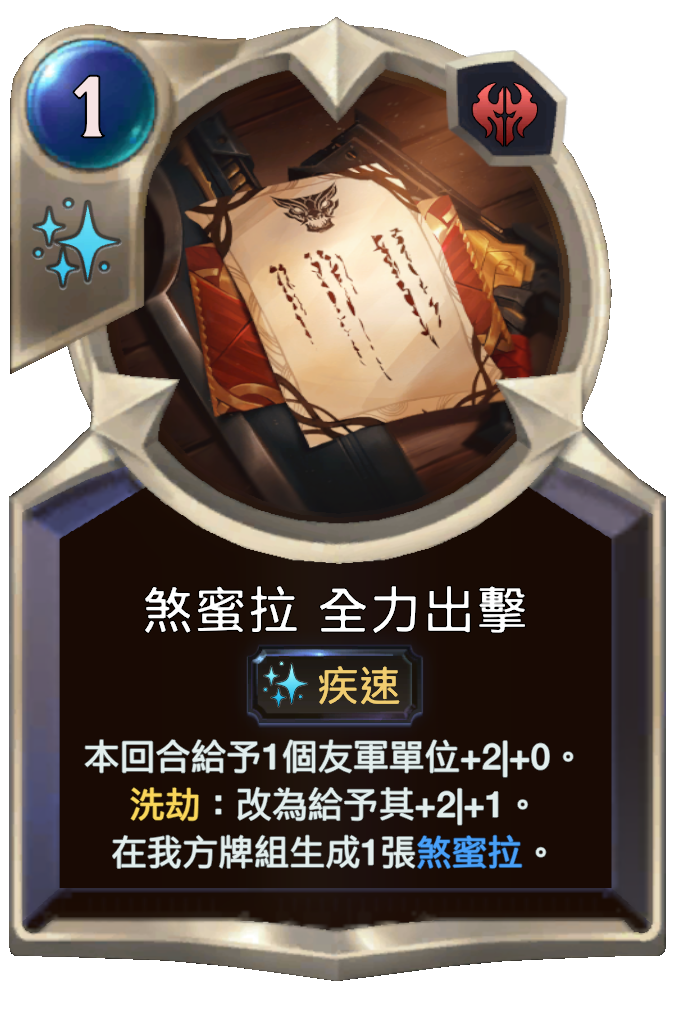 1
煞蜜拉 全力出擊
疾速
本回合給予1個友軍單位+2|+0。
洗劫：改為給予其+2|+1。
在我方牌組生成1張煞蜜拉。